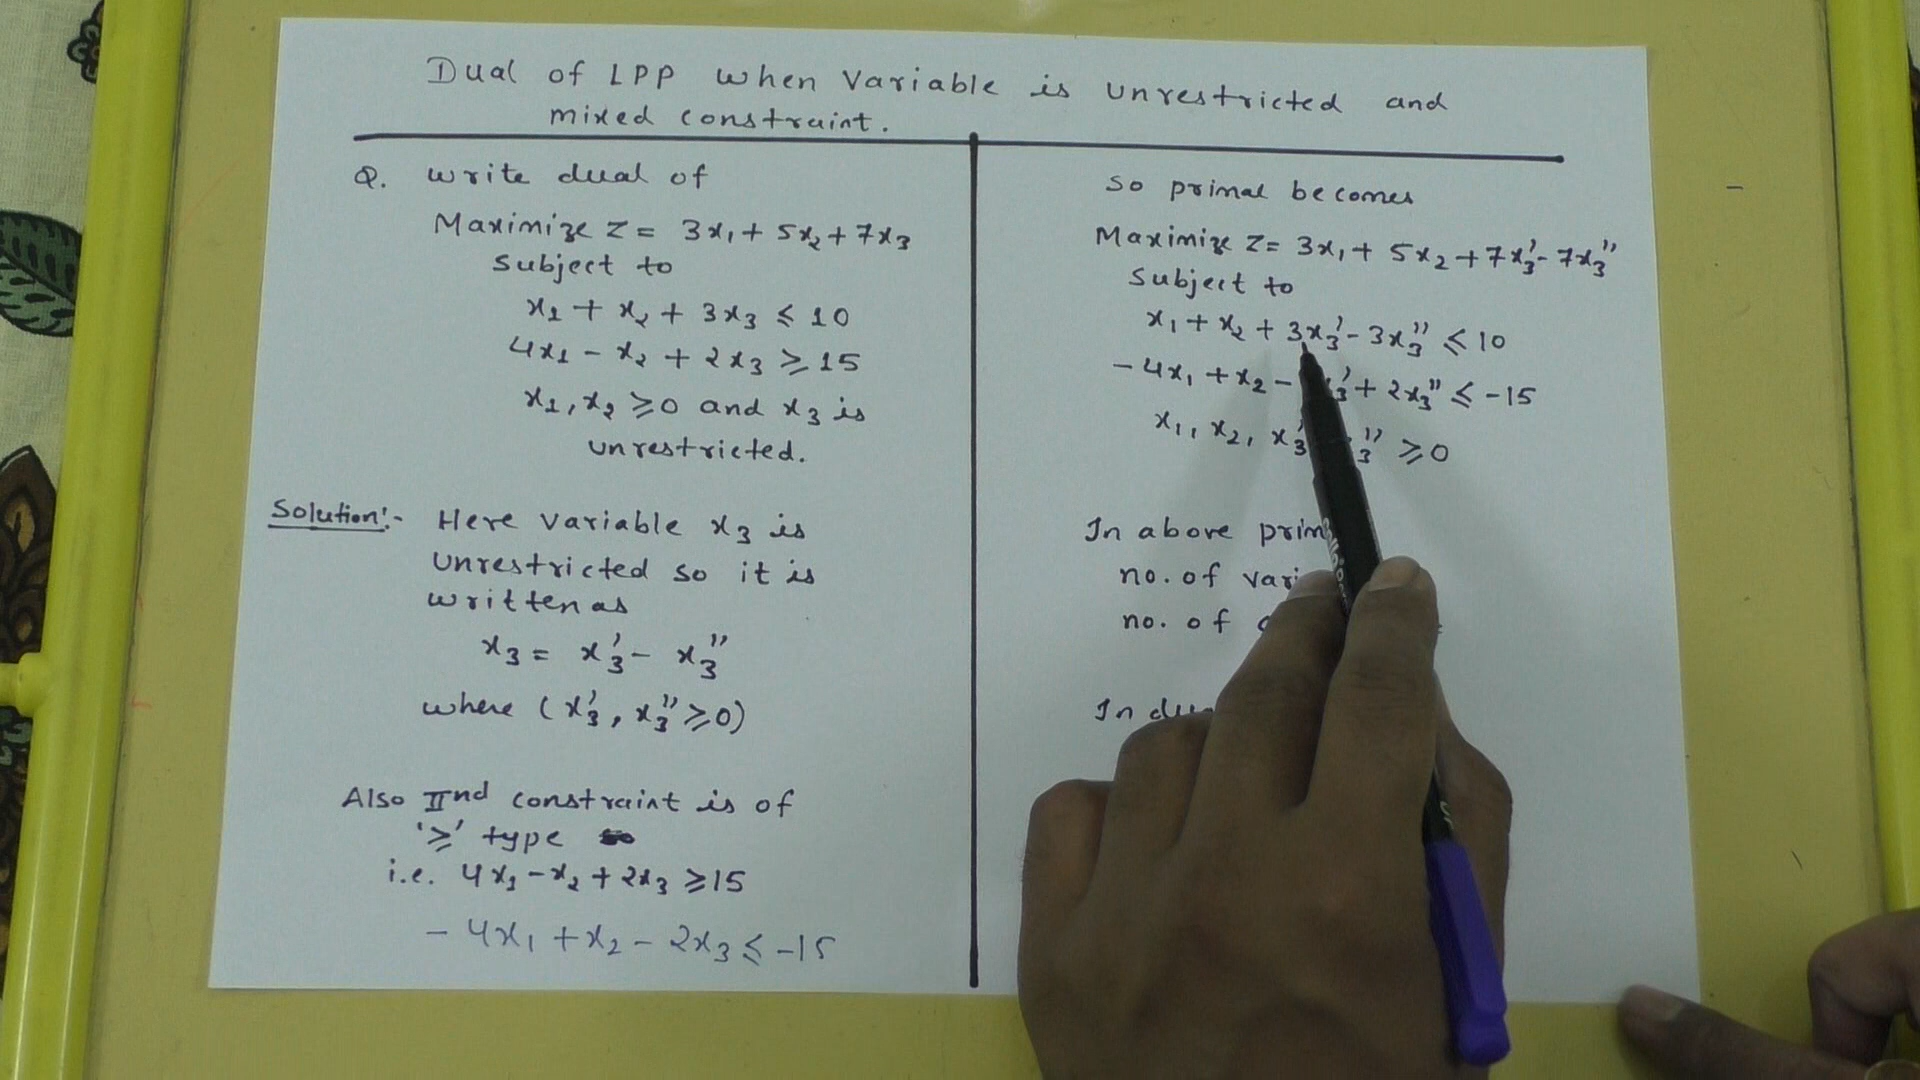 Dual of LPP when Variable is unrestricted and
mixed constraint.
Q. write dual of
Maximize Z = 3x₁ + 5x₂ + 7x₃
Subject to
x₁ + x₂ + 3x₃ ≤ 10
4x₁ - x₂ + 2x₃ ≥ 15
x₁, x₂ ≥ 0 and x₃ is
unrestricted.
Solution:- Here variable x₃ is
unrestricted so it is
written as
x₃ = x₃' - x₃''
where (x₃', x₃'' ≥ 0)
Also IInd constraint is of
'≥' type
i.e. 4x₁ - x₂ + 2x₃ ≥ 15
- 4x₁ + x₂ - 2x₃ ≤ -15
So primal becomes
Maximize Z = 3x₁ + 5x₂ + 7x₃' - 7x₃''
Subject to
x₁ + x₂ + 3x₃' - 3x₃'' ≤ 10
- 4x₁ + x₂ - x₃' + 2x₃'' ≤ -15
x₁, x₂, x₃' ₃'' ≥ 0
In above
no. of
no. of
In